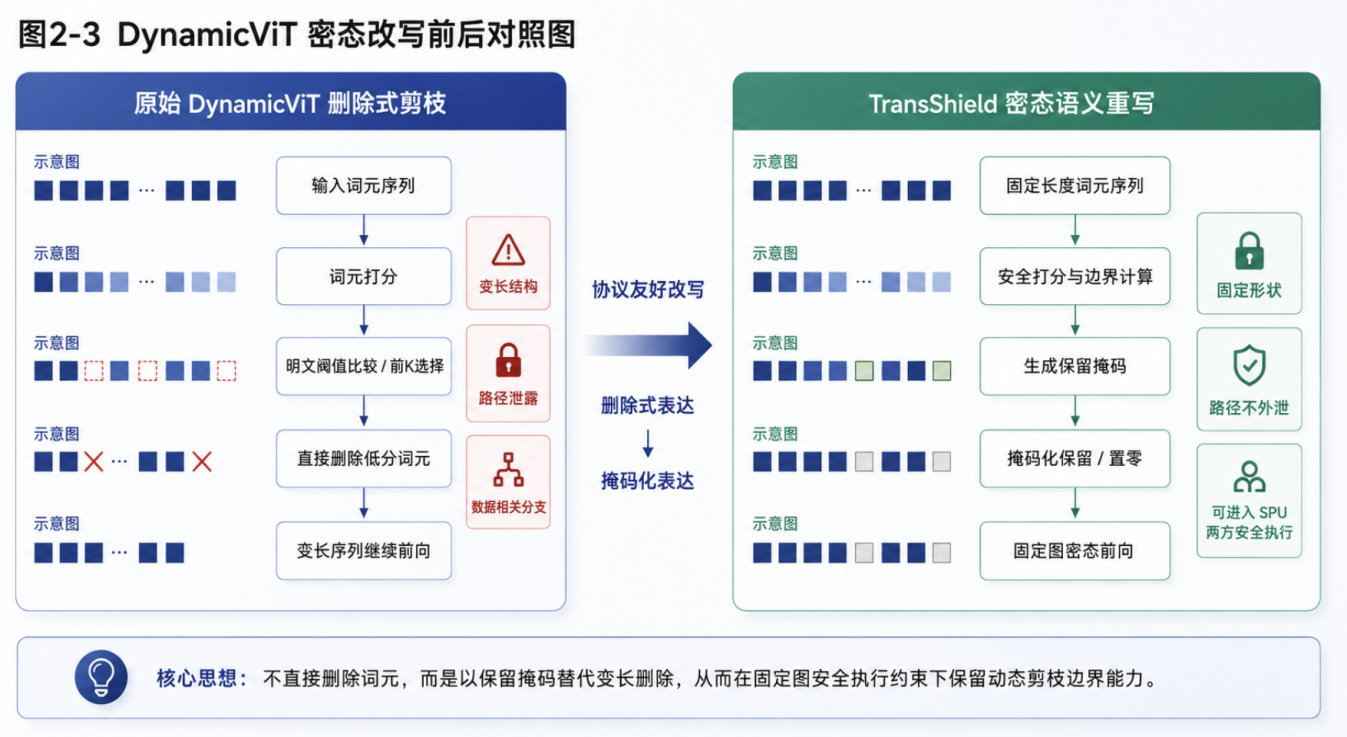 图2-3 DynamicViT 密态改写前后对照图
原始 DynamicViT 删除式剪枝
示意图
输入词元序列
示意图
词元打分
示意图
明文阈值比较 / 前K选择
示意图
直接删除低分词元
示意图
变长序列继续前向
变长结构
路径泄露
数据相关分支
协议友好改写
删除式表达
掩码化表达
TransShield 密态语义重写
示意图
固定长度词元序列
示意图
安全打分与边界计算
示意图
生成保留掩码
示意图
掩码化保留 / 置零
示意图
固定图密态前向
固定形状
路径不外泄
可进入 SPU
两方安全执行
核心思想： 不直接删除词元，而是以保留掩码替代变长删除，从而在固定图安全执行约束下保留动态剪枝边界能力。